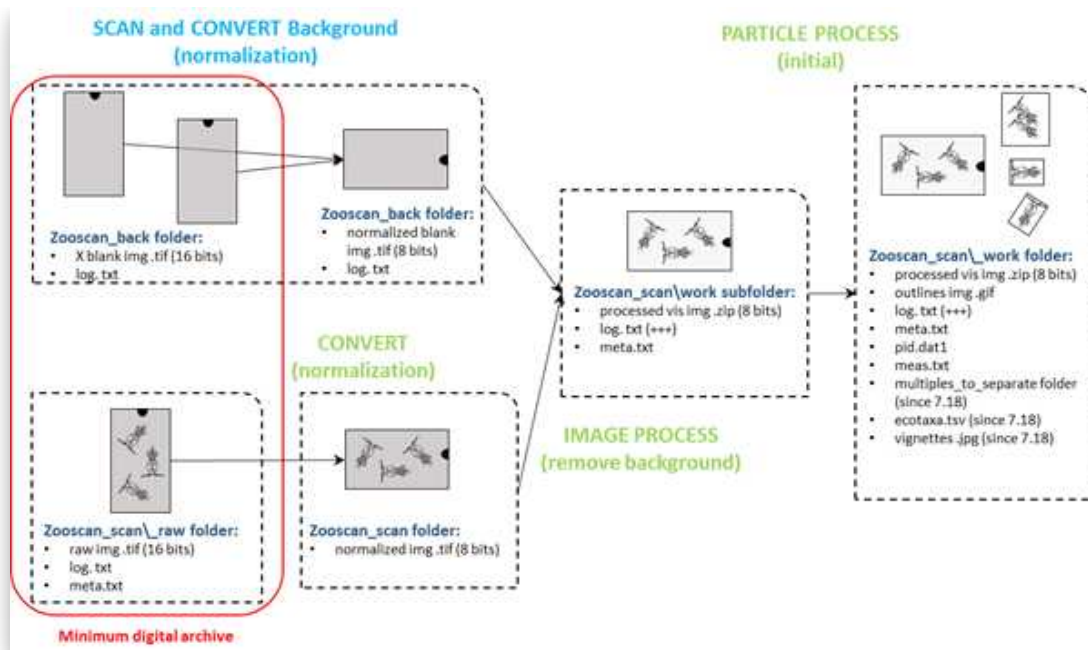 SCAN and CONVERT Background
(normalization)
PARTICLE PROCESS
(initial)
Zooscan_back folder:
• X blank img .tif (16 bits)
• log. txt
Zooscan_back folder:
• normalized blank
img .tif (8 bits)
• log. txt
Zooscan_scan\work subfolder:
• processed vis img .zip (8 bits)
• log. txt (+++)
• meta.txt
Zooscan_scan\_work folder:
• processed vis img .zip (8 bits)
• outlines img .gif
• log. txt (+++)
• meta.txt
• pid.dat1
• meas.txt
• multiples_to_separate folder
(since 7.18)
• ecotaxa.tsv (since 7.18)
• vignettes .jpg (since 7.18)
CONVERT
(normalization)
IMAGE PROCESS
(remove background)
Zooscan_scan\_raw folder:
• raw img .tif (16 bits)
• log. txt
• meta.txt
Zooscan_scan folder:
• normalized img .tif (8 bits)
Minimum digital archive